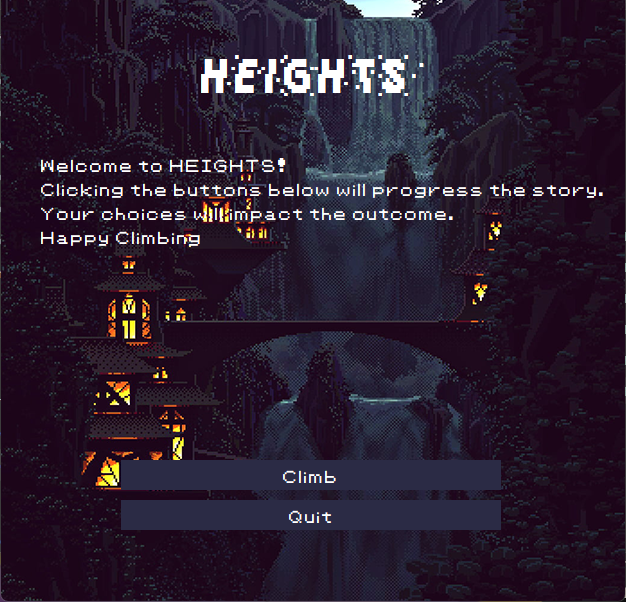 HEIGHTS
Welcome to HEIGHTS!
Clicking the buttons below will progress the story.
Your choices will impact the outcome.
Happy Climbing
Climb
Quit